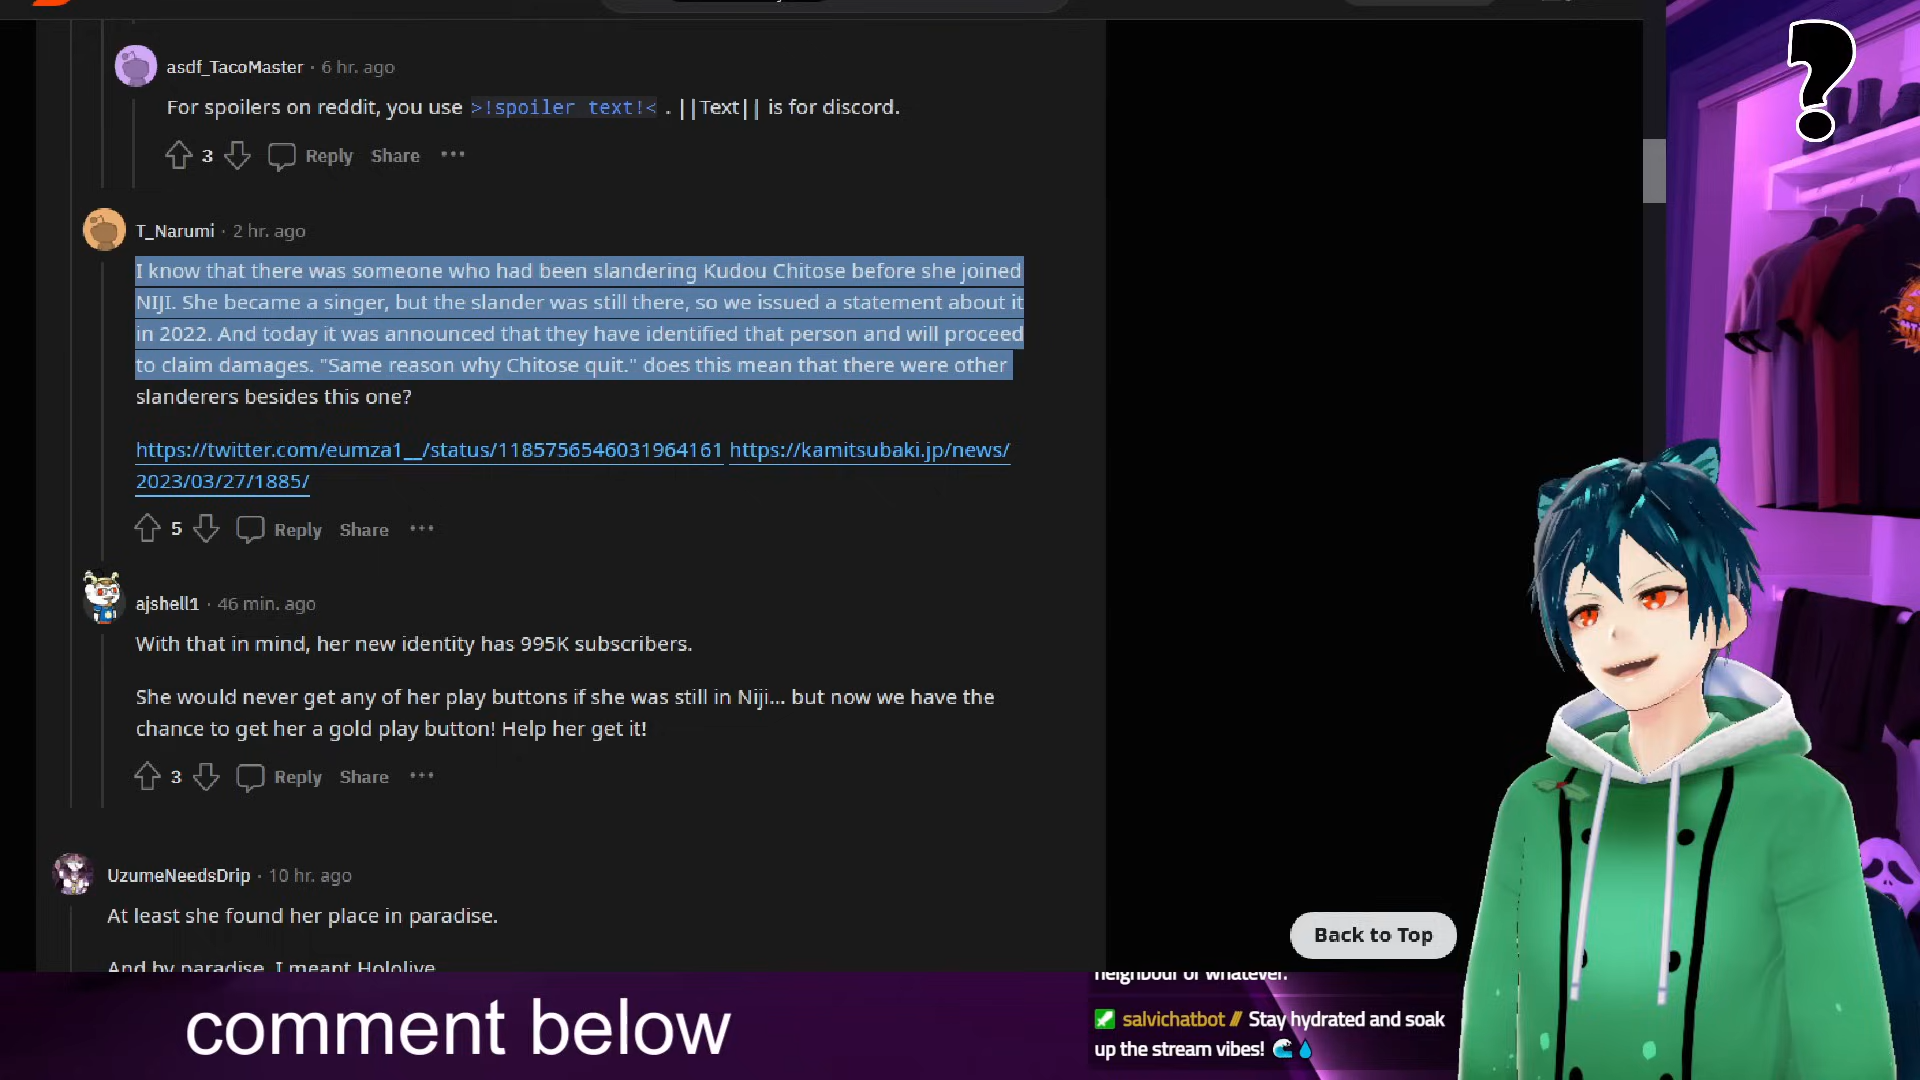 asdf_TacoMaster · 6 hr. ago
For spoilers on reddit, you use >!spoiler text!< . ||Text|| is for discord.
3 Reply Share ···
T_Narumi · 2 hr. ago
I know that there was someone who had been slandering Kudou Chitose before she joined
NIJI. She became a singer, but the slander was still there, so we issued a statement about it
in 2022. And today it was announced that they have identified that person and will proceed
to claim damages. "Same reason why Chitose quit." does this mean that there were other
slanderers besides this one?
https://twitter.com/eumza1__/status/1185756546031964161 https://kamitsubaki.jp/news/
2023/03/27/1885/
5 Reply Share ···
ajshell1 · 46 min. ago
With that in mind, her new identity has 995K subscribers.
She would never get any of her play buttons if she was still in Niji... but now we have the
chance to get her a gold play button! Help her get it!
3 Reply Share ···
UzumeNeedsDrip · 10 hr. ago
At least she found her place in paradise.
And by paradise, I meant Hololive
Back to Top
neighbour or whatever.
salvichatbot // Stay hydrated and soak
up the stream vibes! 🌊💧
comment below
?